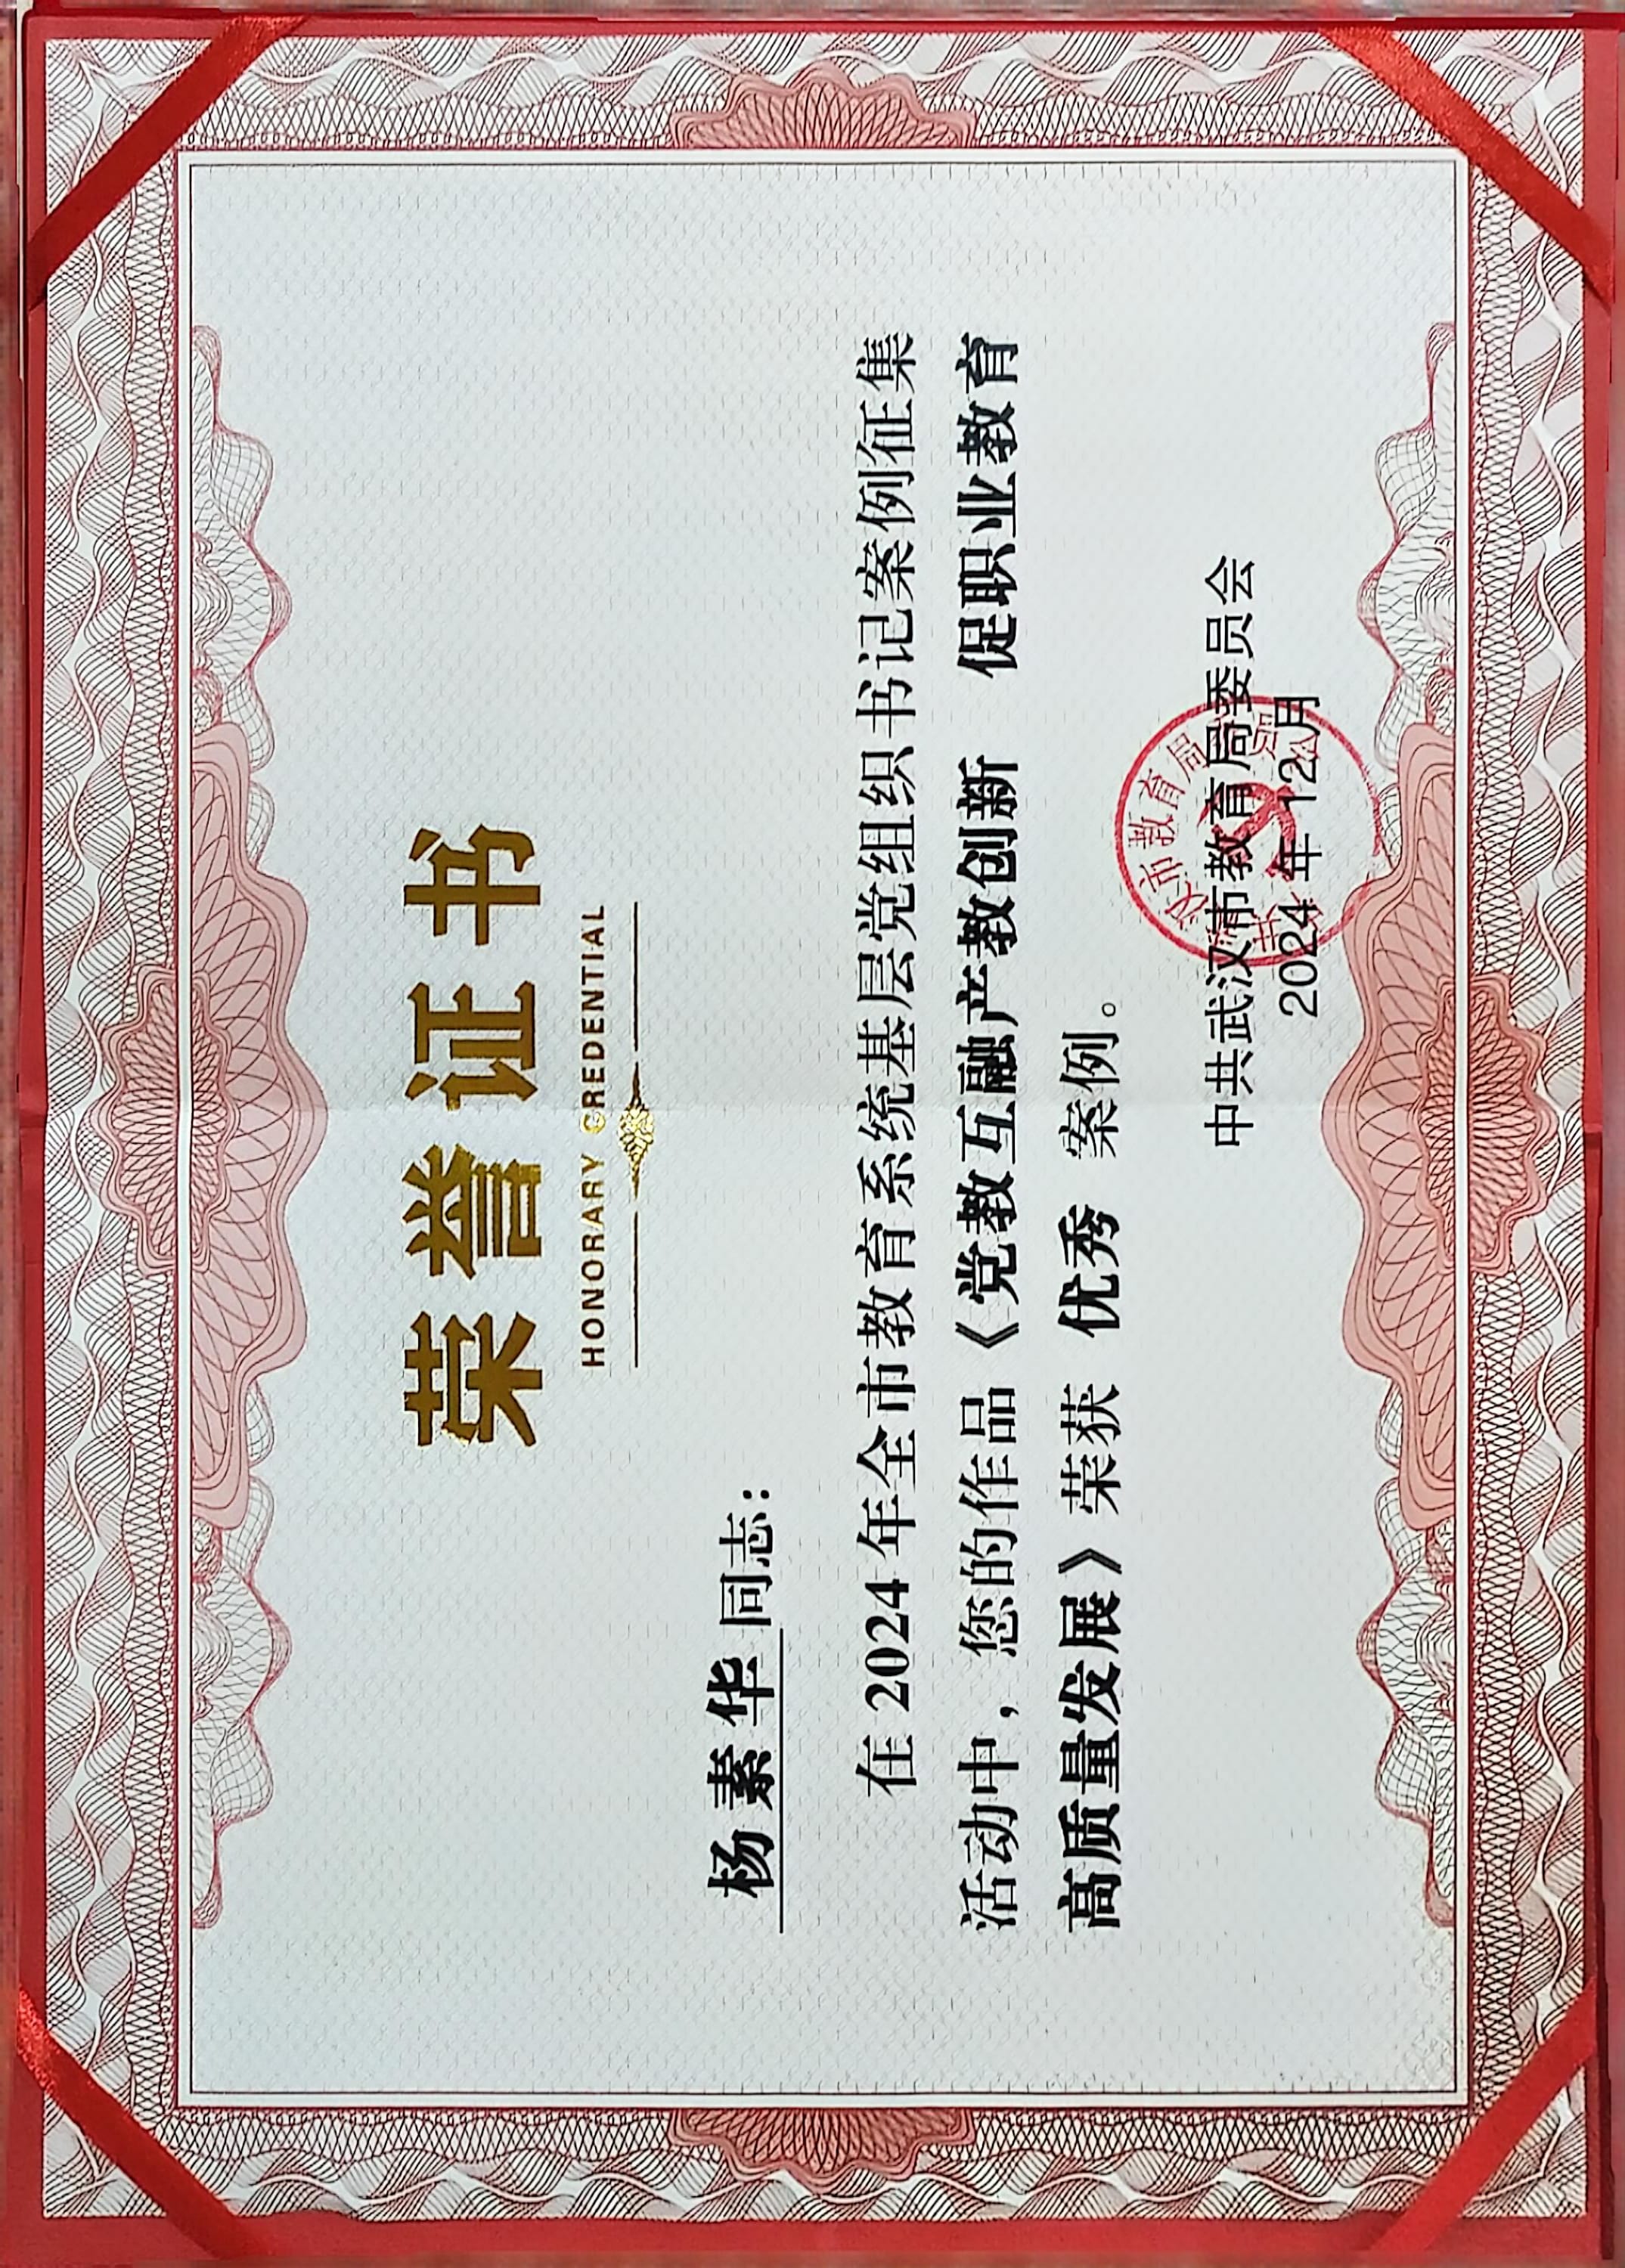 荣誉证书
HONORARY CREDENTIAL
杨素华同志：
在2024年全市教育系统基层党组织书记案例征集
活动中，您的作品《党教互融产教创新 促职业教育
高质量发展》荣获 优秀 案例。
中共武汉市教育局委员会
2024年12月